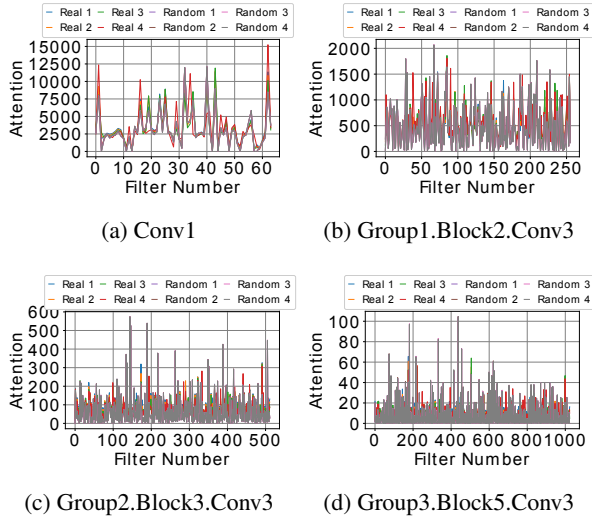 Real 1 Real 3 Random 1 Random 3
Real 2 Real 4 Random 2 Random 4
Attention
15000
12500
10000
7500
5000
2500
0
0 10 20 30 40 50 60
Filter Number
(a) Conv1
Real 1 Real 3 Random 1 Random 3
Real 2 Real 4 Random 2 Random 4
Attention
2000
1500
1000
500
0
0 50 100 150 200 250
Filter Number
(b) Group1.Block2.Conv3
Real 1 Real 3 Random 1 Random 3
Real 2 Real 4 Random 2 Random 4
Attention
600
500
400
300
200
100
0
0 100 200 300 400 500
Filter Number
(c) Group2.Block3.Conv3
Real 1 Real 3 Random 1 Random 3
Real 2 Real 4 Random 2 Random 4
Attention
100
80
60
40
20
0
0 200 400 600 800 1000
Filter Number
(d) Group3.Block5.Conv3